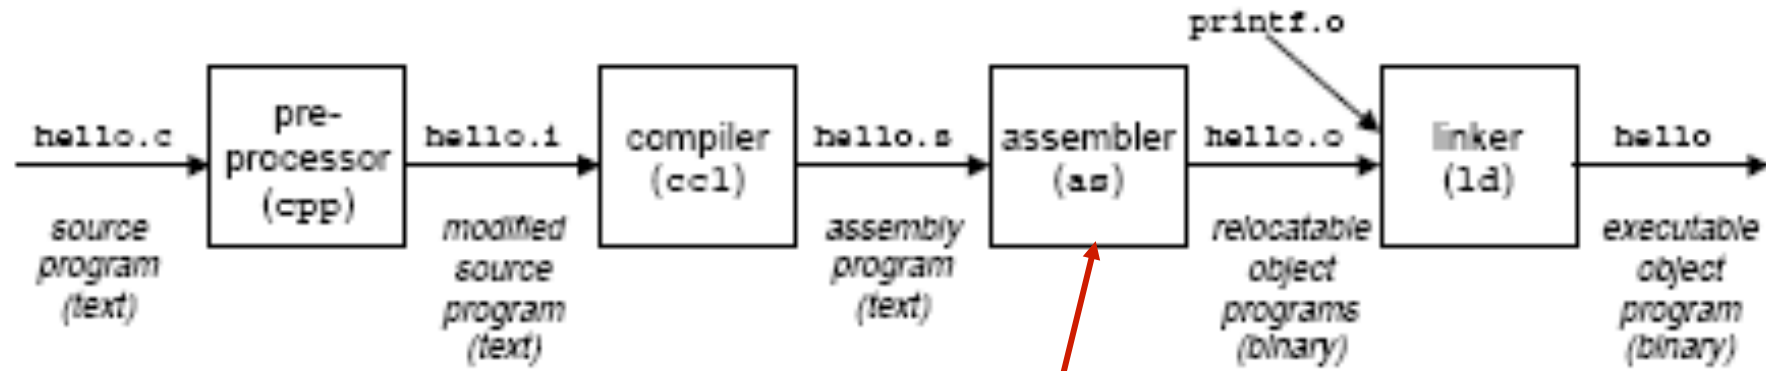 printf.o
hello.c
pre-
processor
(cpp)
hello.i
compiler
(cc1)
hello.s
assembler
(as)
hello.o
linker
(ld)
hello
source
program
(text)
modified
source
program
(text)
assembly
program
(text)
relocatable
object
programs
(binary)
executable
object
program
(binary)